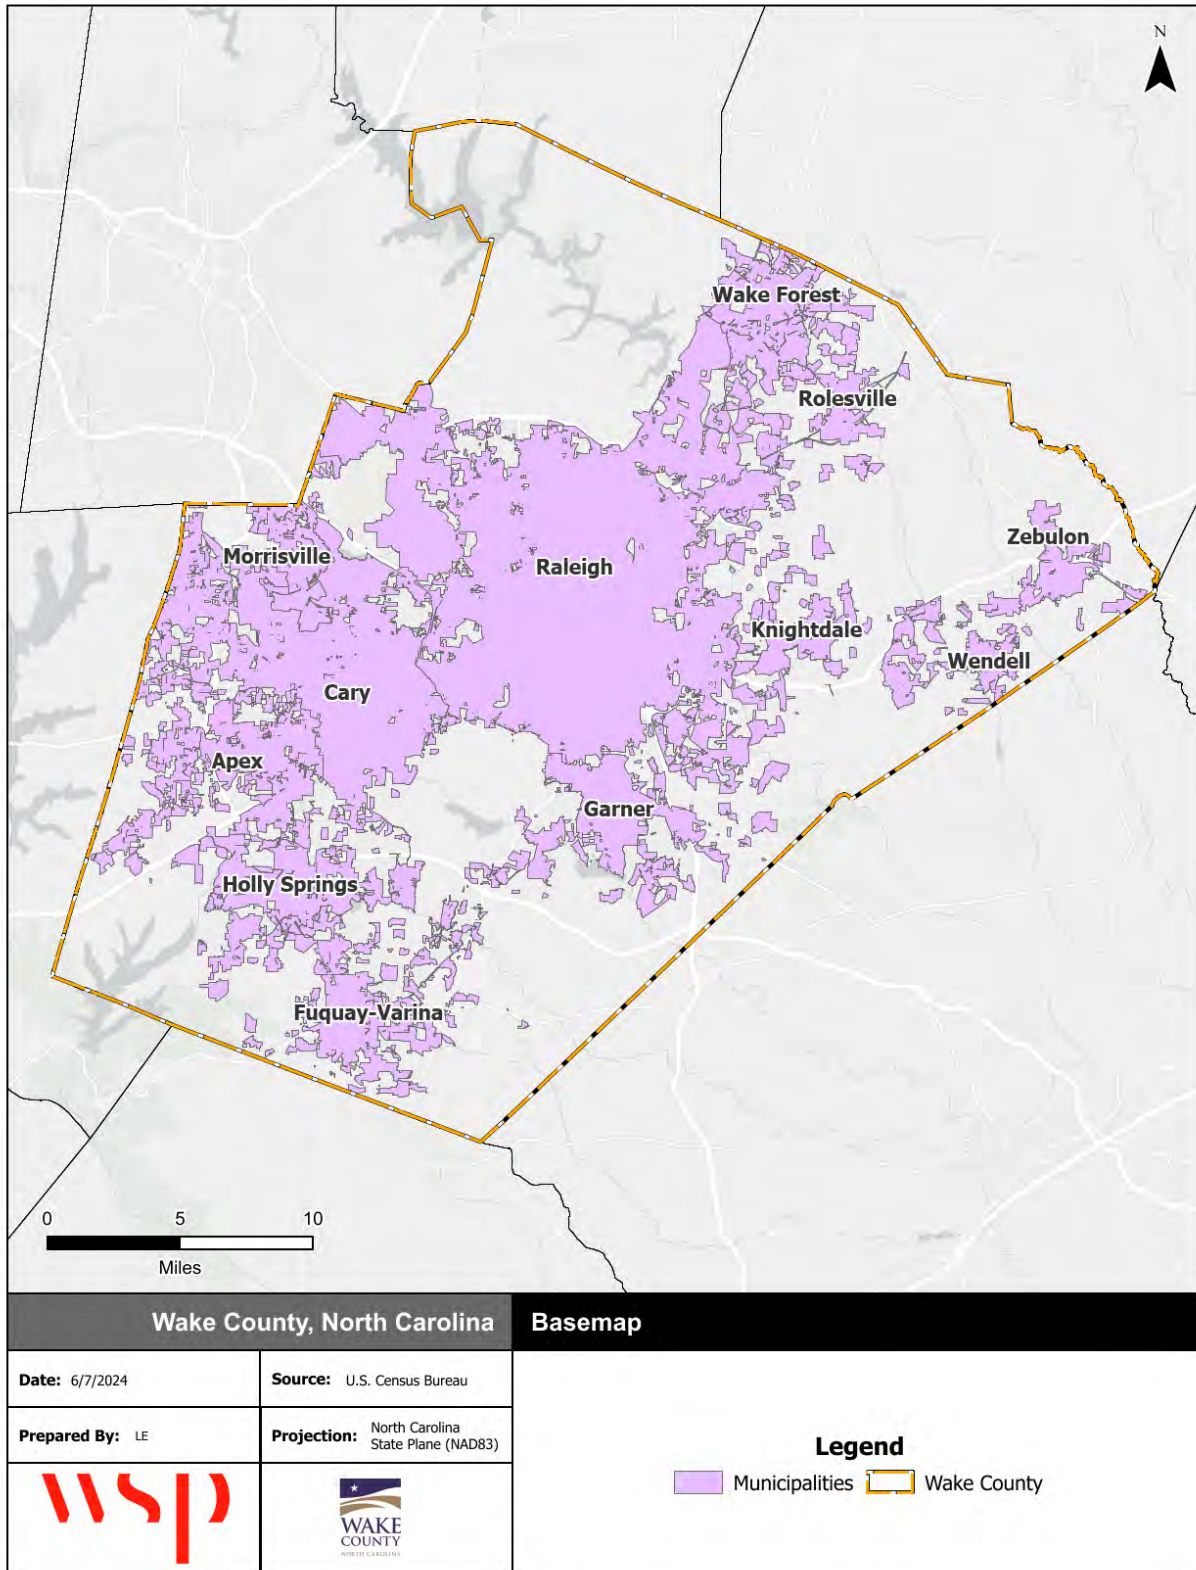 N
Wake Forest
Rolesville
Zebulon
Morrisville
Raleigh
Knightdale
Wendell
Cary
Apex
Garner
Holly Springs
Fuquay-Varina
0 5 10
Miles
Wake County, North Carolina
Basemap
Date: 6/7/2024
Source: U.S. Census Bureau
Prepared By: LE
Projection: North Carolina
State Plane (NAD83)
Legend
Municipalities
Wake County
wsp
WAKE
COUNTY
NORTH CAROLINA